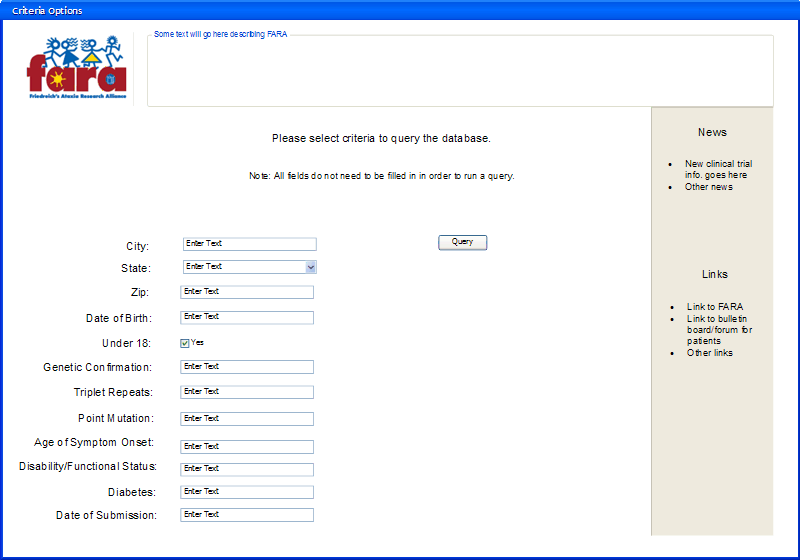 Criteria Options
Some text will go here describing FARA
fara
Friedreich's Ataxia Research Alliance
Please select criteria to query the database.
Note: All fields do not need to be filled in in order to run a query.
City: Enter Text
Query
State: Enter Text
Zip: Enter Text
Date of Birth: Enter Text
Under 18: Yes
Genetic Confirmation: Enter Text
Triplet Repeats: Enter Text
Point Mutation: Enter Text
Age of Symptom Onset: Enter Text
Disability/Functional Status: Enter Text
Diabetes: Enter Text
Date of Submission: Enter Text
News
• New clinical trial
info. goes here
• Other news
Links
• Link to FARA
• Link to bulletin
board/forum for
patients
• Other links